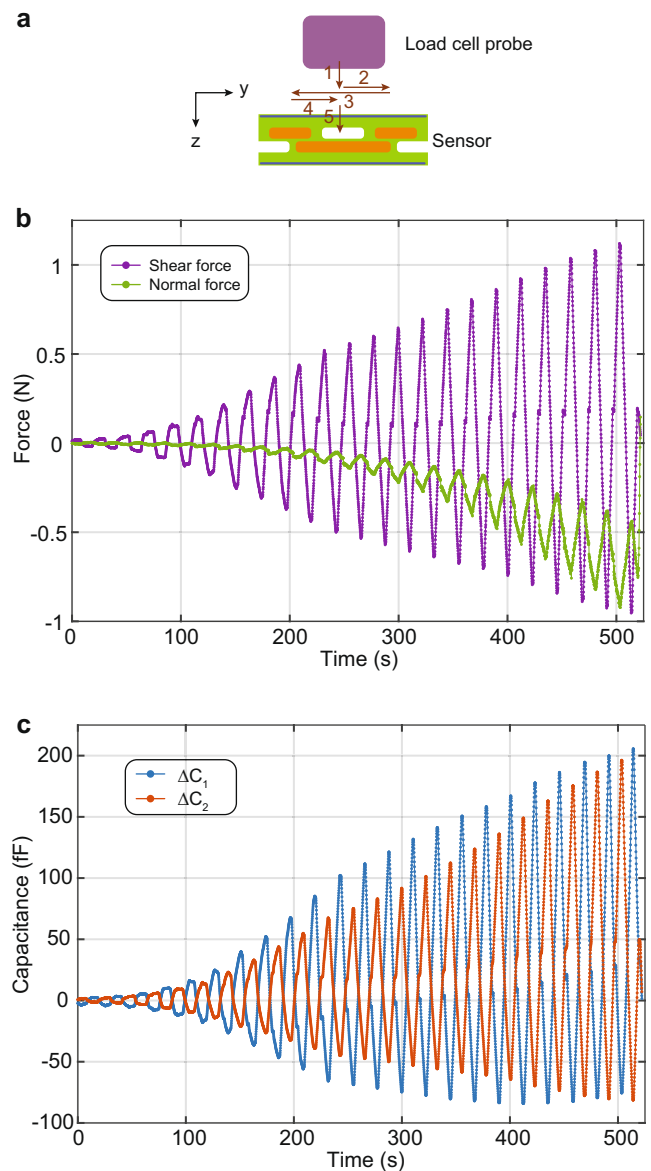 a
Load cell probe
1
2
y
3
4
5
z
Sensor
b
Shear force
Normal force
1
0.5
0
-0.5
-1
Force (N)
0 100 200 300 400 500
Time (s)
c
ΔC₁
ΔC₂
200
150
100
50
0
-50
-100
Capacitance (fF)
0 100 200 300 400 500
Time (s)